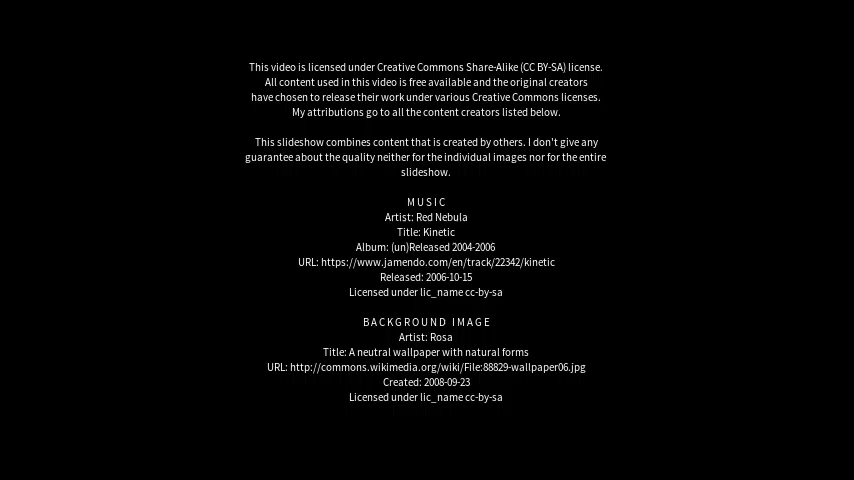 This video is licensed under Creative Commons Share-Alike (CC BY-SA) license.
All content used in this video is free available and the original creators
have chosen to release their work under various Creative Commons licenses.
My attributions go to all the content creators listed below.
This slideshow combines content that is created by others. I don't give any
guarantee about the quality neither for the individual images nor for the entire
slideshow.
MUSIC
Artist: Red Nebula
Title: Kinetic
Album: (un)Released 2004-2006
URL: https://www.jamendo.com/en/track/22342/kinetic
Released: 2006-10-15
Licensed under lic_name cc-by-sa
BACKGROUND IMAGE
Artist: Rosa
Title: A neutral wallpaper with natural forms
URL: http://commons.wikimedia.org/wiki/File:88829-wallpaper06.jpg
Created: 2008-09-23
Licensed under lic_name cc-by-sa